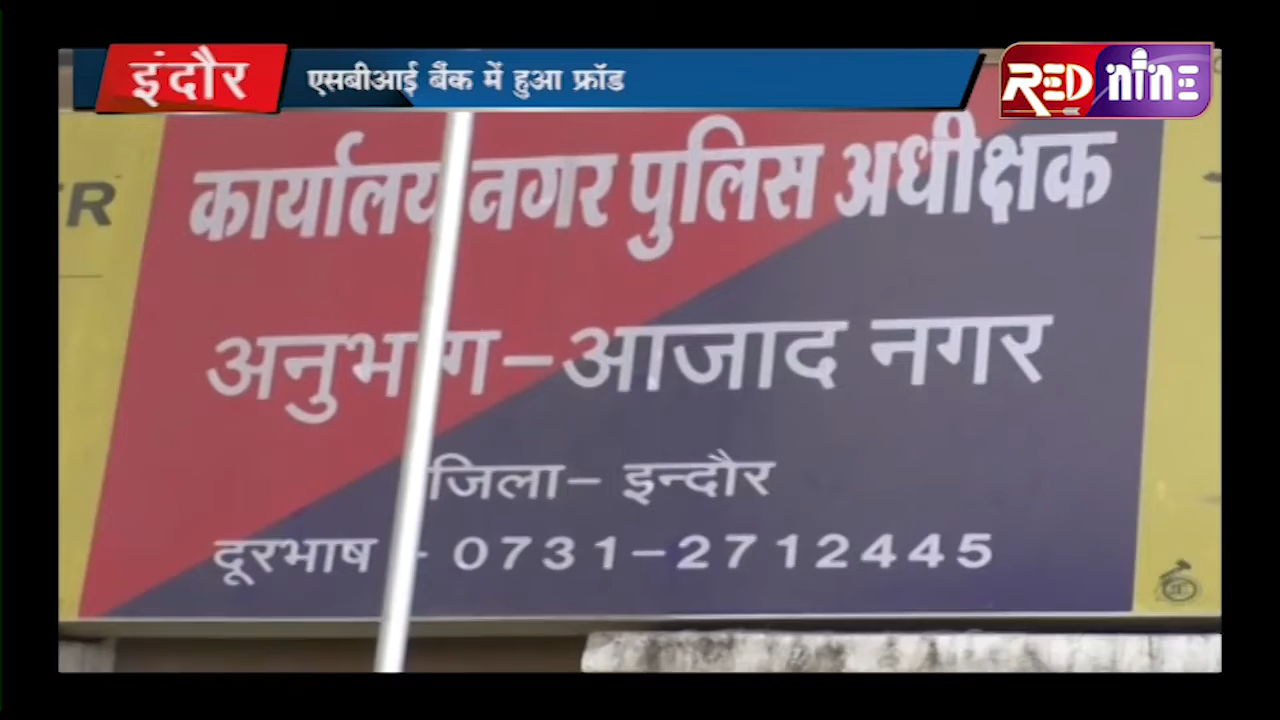 इंदौर
एसबीआई बैंक में हुआ फ्रॉड
RED NINE
कार्यालय नगर पुलिस अधीक्षक
अनुभाग-आजाद नगर
जिला- इन्दौर
दूरभाष - 0731-2712445